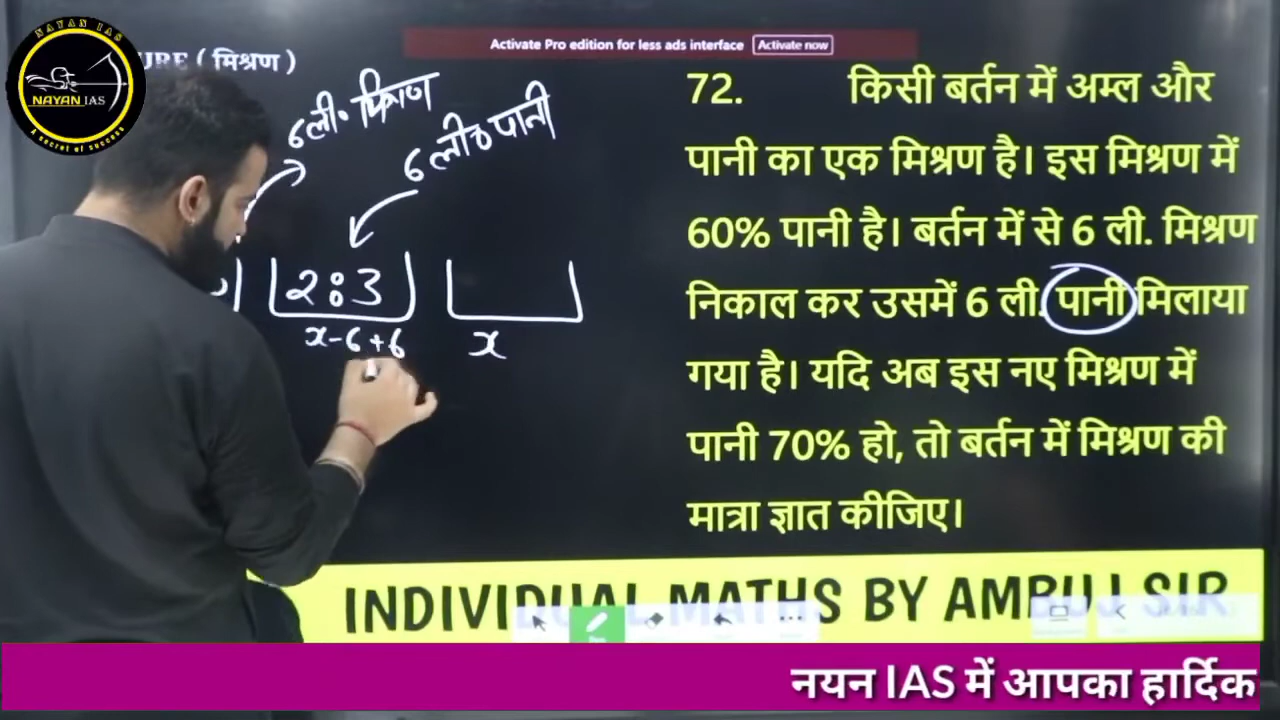 NAYAN IAS
NAYAN IAS
A secret of success
URE ( मिश्रण )
Activate Pro edition for less ads interface Activate now
6ली० मिश्रण
6 ली० पानी
2:3
x-6+6
x
72. किसी बर्तन में अम्ल और
पानी का एक मिश्रण है। इस मिश्रण में
60% पानी है। बर्तन में से 6 ली. मिश्रण
निकाल कर उसमें 6 ली. पानी मिलाया
गया है। यदि अब इस नए मिश्रण में
पानी 70% हो, तो बर्तन में मिश्रण की
मात्रा ज्ञात कीजिए।
INDIVIDUAL MATHS BY AMBUJ SIR
नयन IAS में आपका हार्दिक